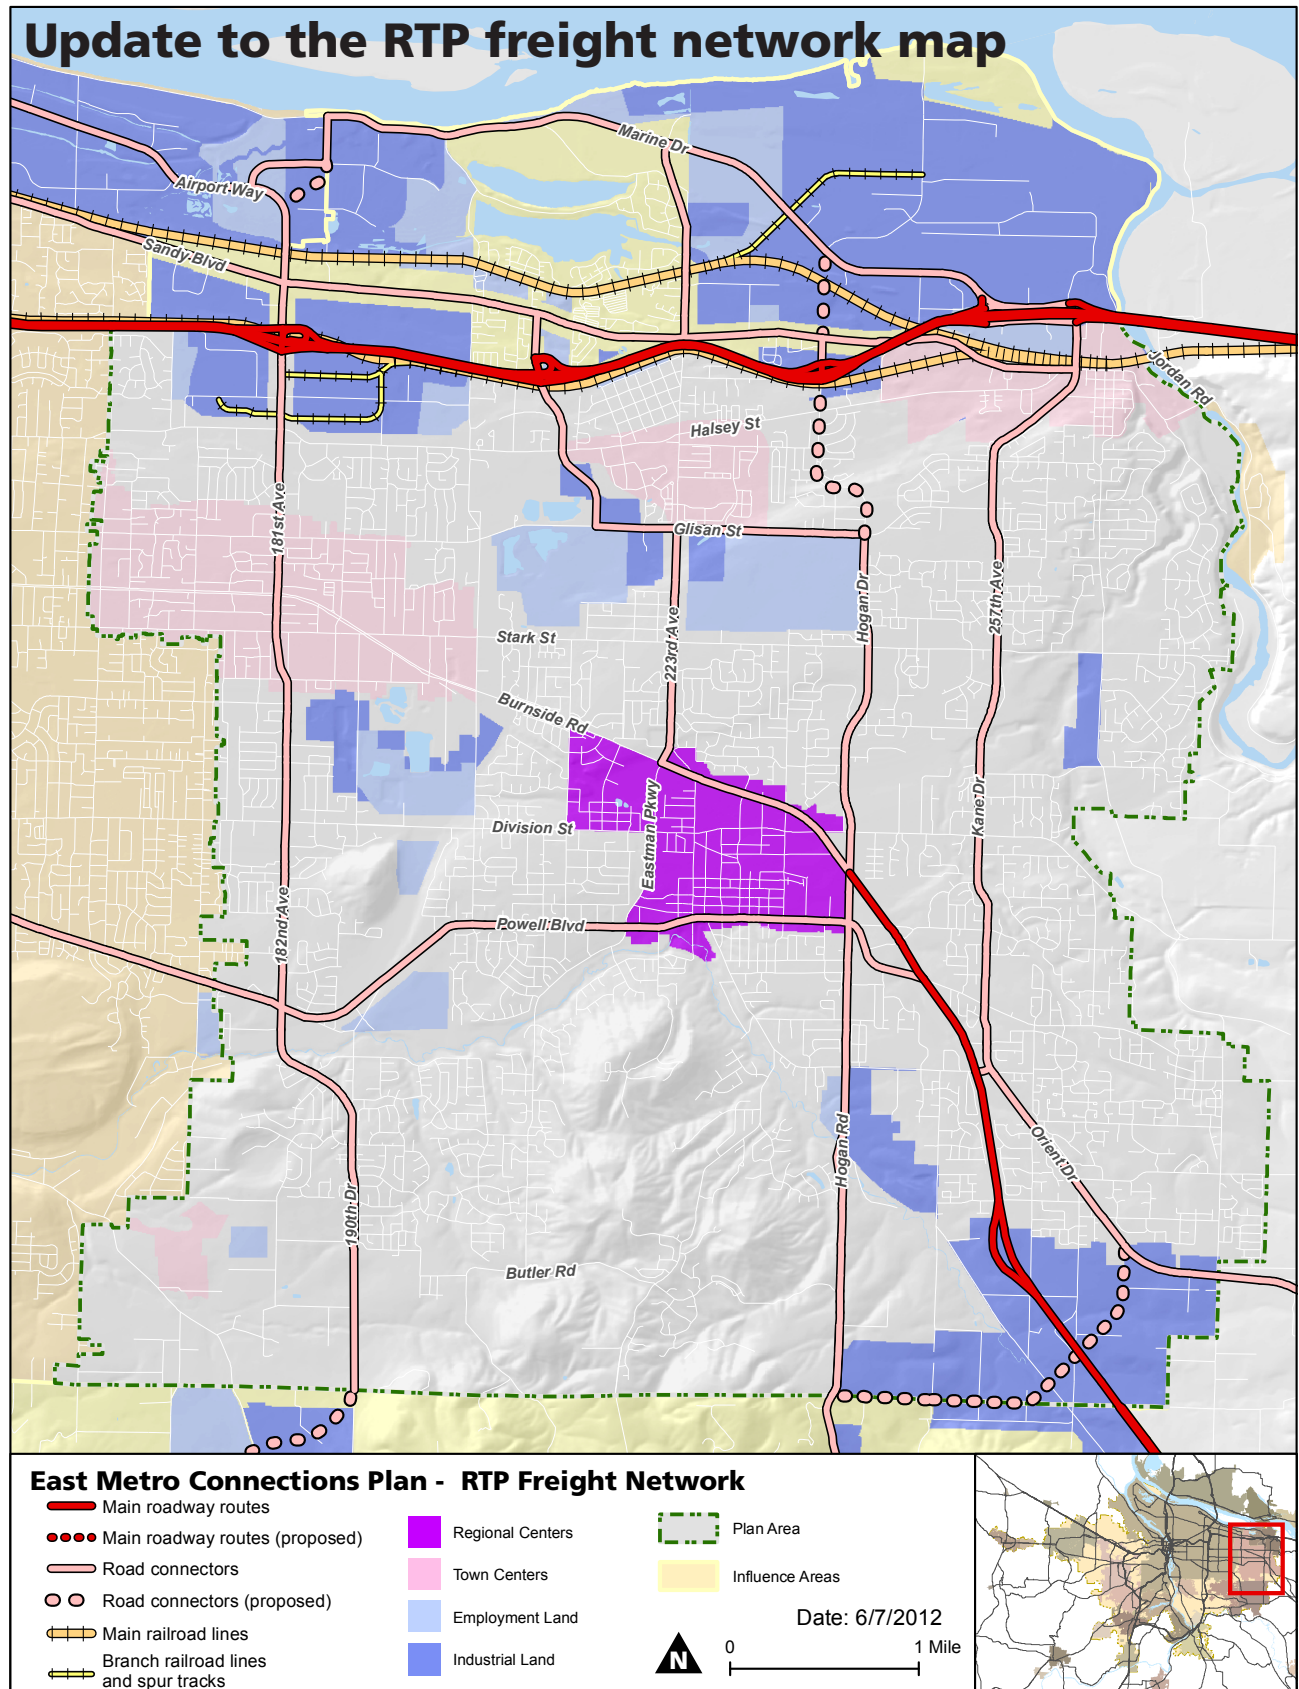 Update to the RTP freight network map
Marine Dr
Airport Way
Sandy Blvd
Jordan Rd
Halsey St
181st Ave
Glisan St
Hogan Dr
257th Ave
Stark St
223rd Ave
Burnside Rd
Eastman Pkwy
Kane Dr
Division St
182nd Ave
Powell Blvd
Hogan Rd
Orient Dr
190th Dr
Butler Rd
East Metro Connections Plan - RTP Freight Network
Main roadway routes
Main roadway routes (proposed)
Road connectors
Road connectors (proposed)
Main railroad lines
Branch railroad lines
and spur tracks
Regional Centers
Town Centers
Employment Land
Industrial Land
Plan Area
Influence Areas
Date: 6/7/2012
N
0
1 Mile